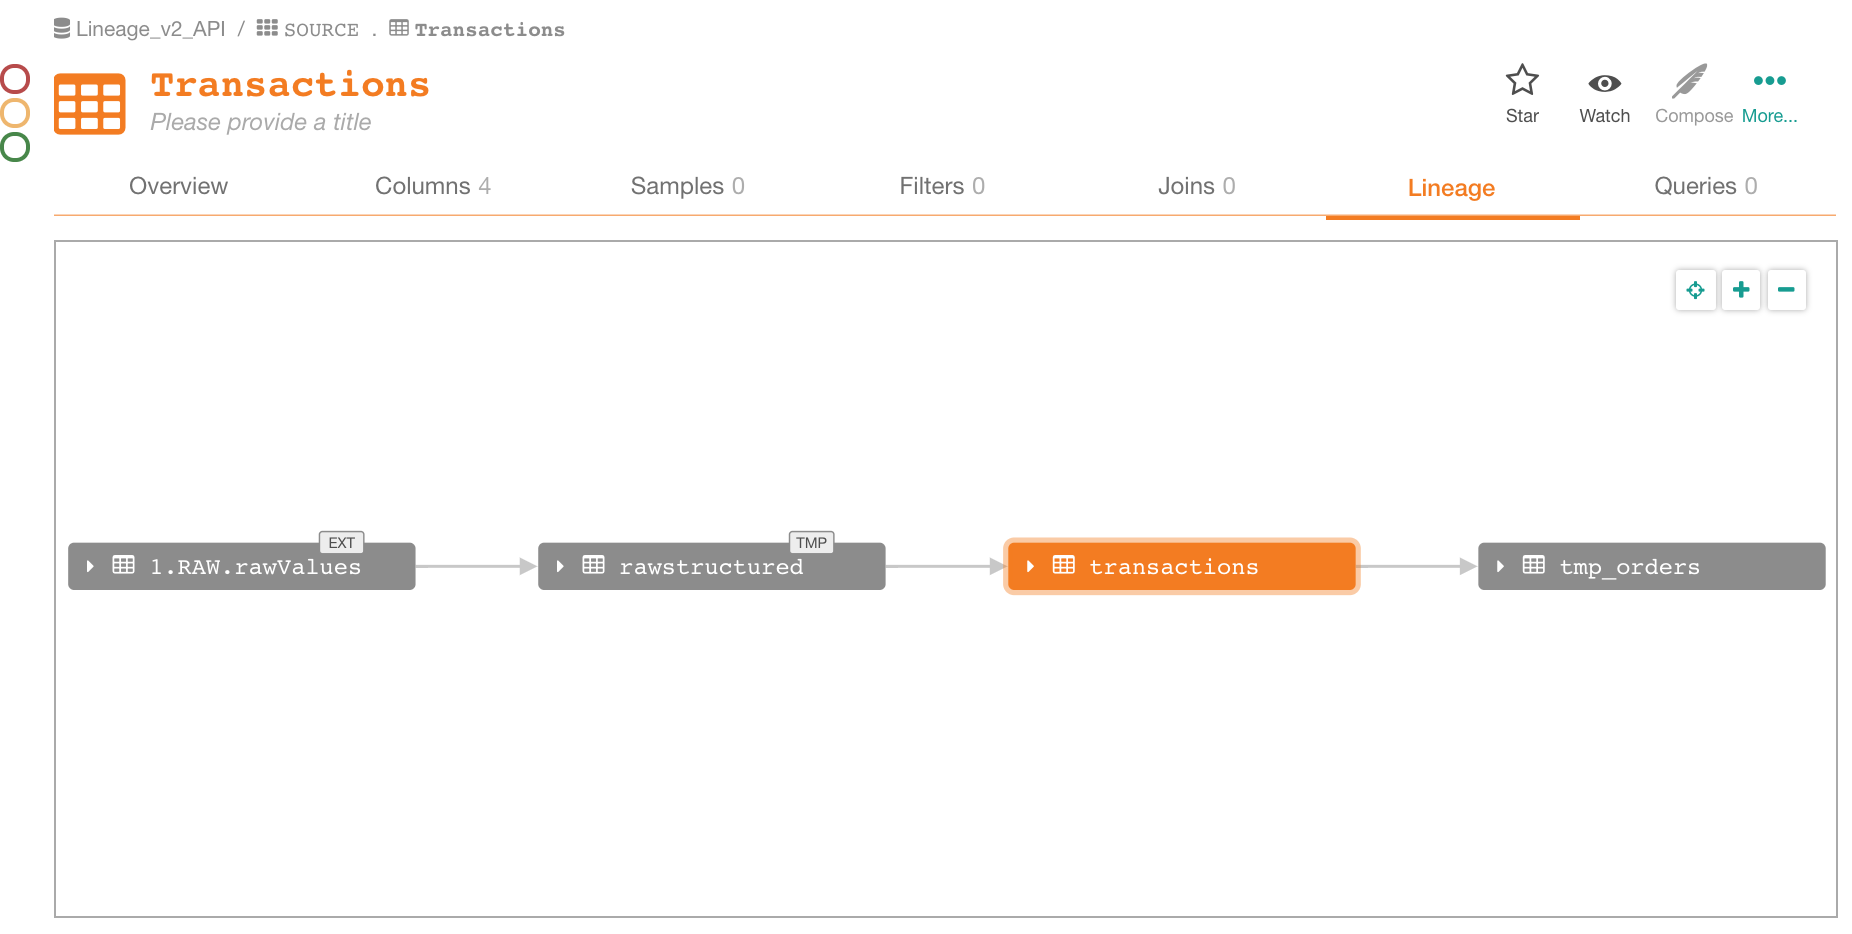 Lineage_v2_API / SOURCE . Transactions
Transactions
Please provide a title
Star Watch Compose More...
Overview Columns 4 Samples 0 Filters 0 Joins 0 Lineage Queries 0
EXT TMP
1.RAW.rawValues rawstructured transactions tmp_orders